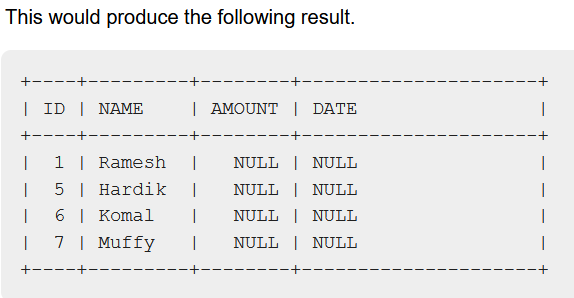 This would produce the following result.
+----+---------+--------+---------------------+
| ID | NAME    | AMOUNT | DATE                |
+----+---------+--------+---------------------+
|  1 | Ramesh  |   NULL | NULL                |
|  5 | Hardik  |   NULL | NULL                |
|  6 | Komal   |   NULL | NULL                |
|  7 | Muffy   |   NULL | NULL                |
+----+---------+--------+---------------------+